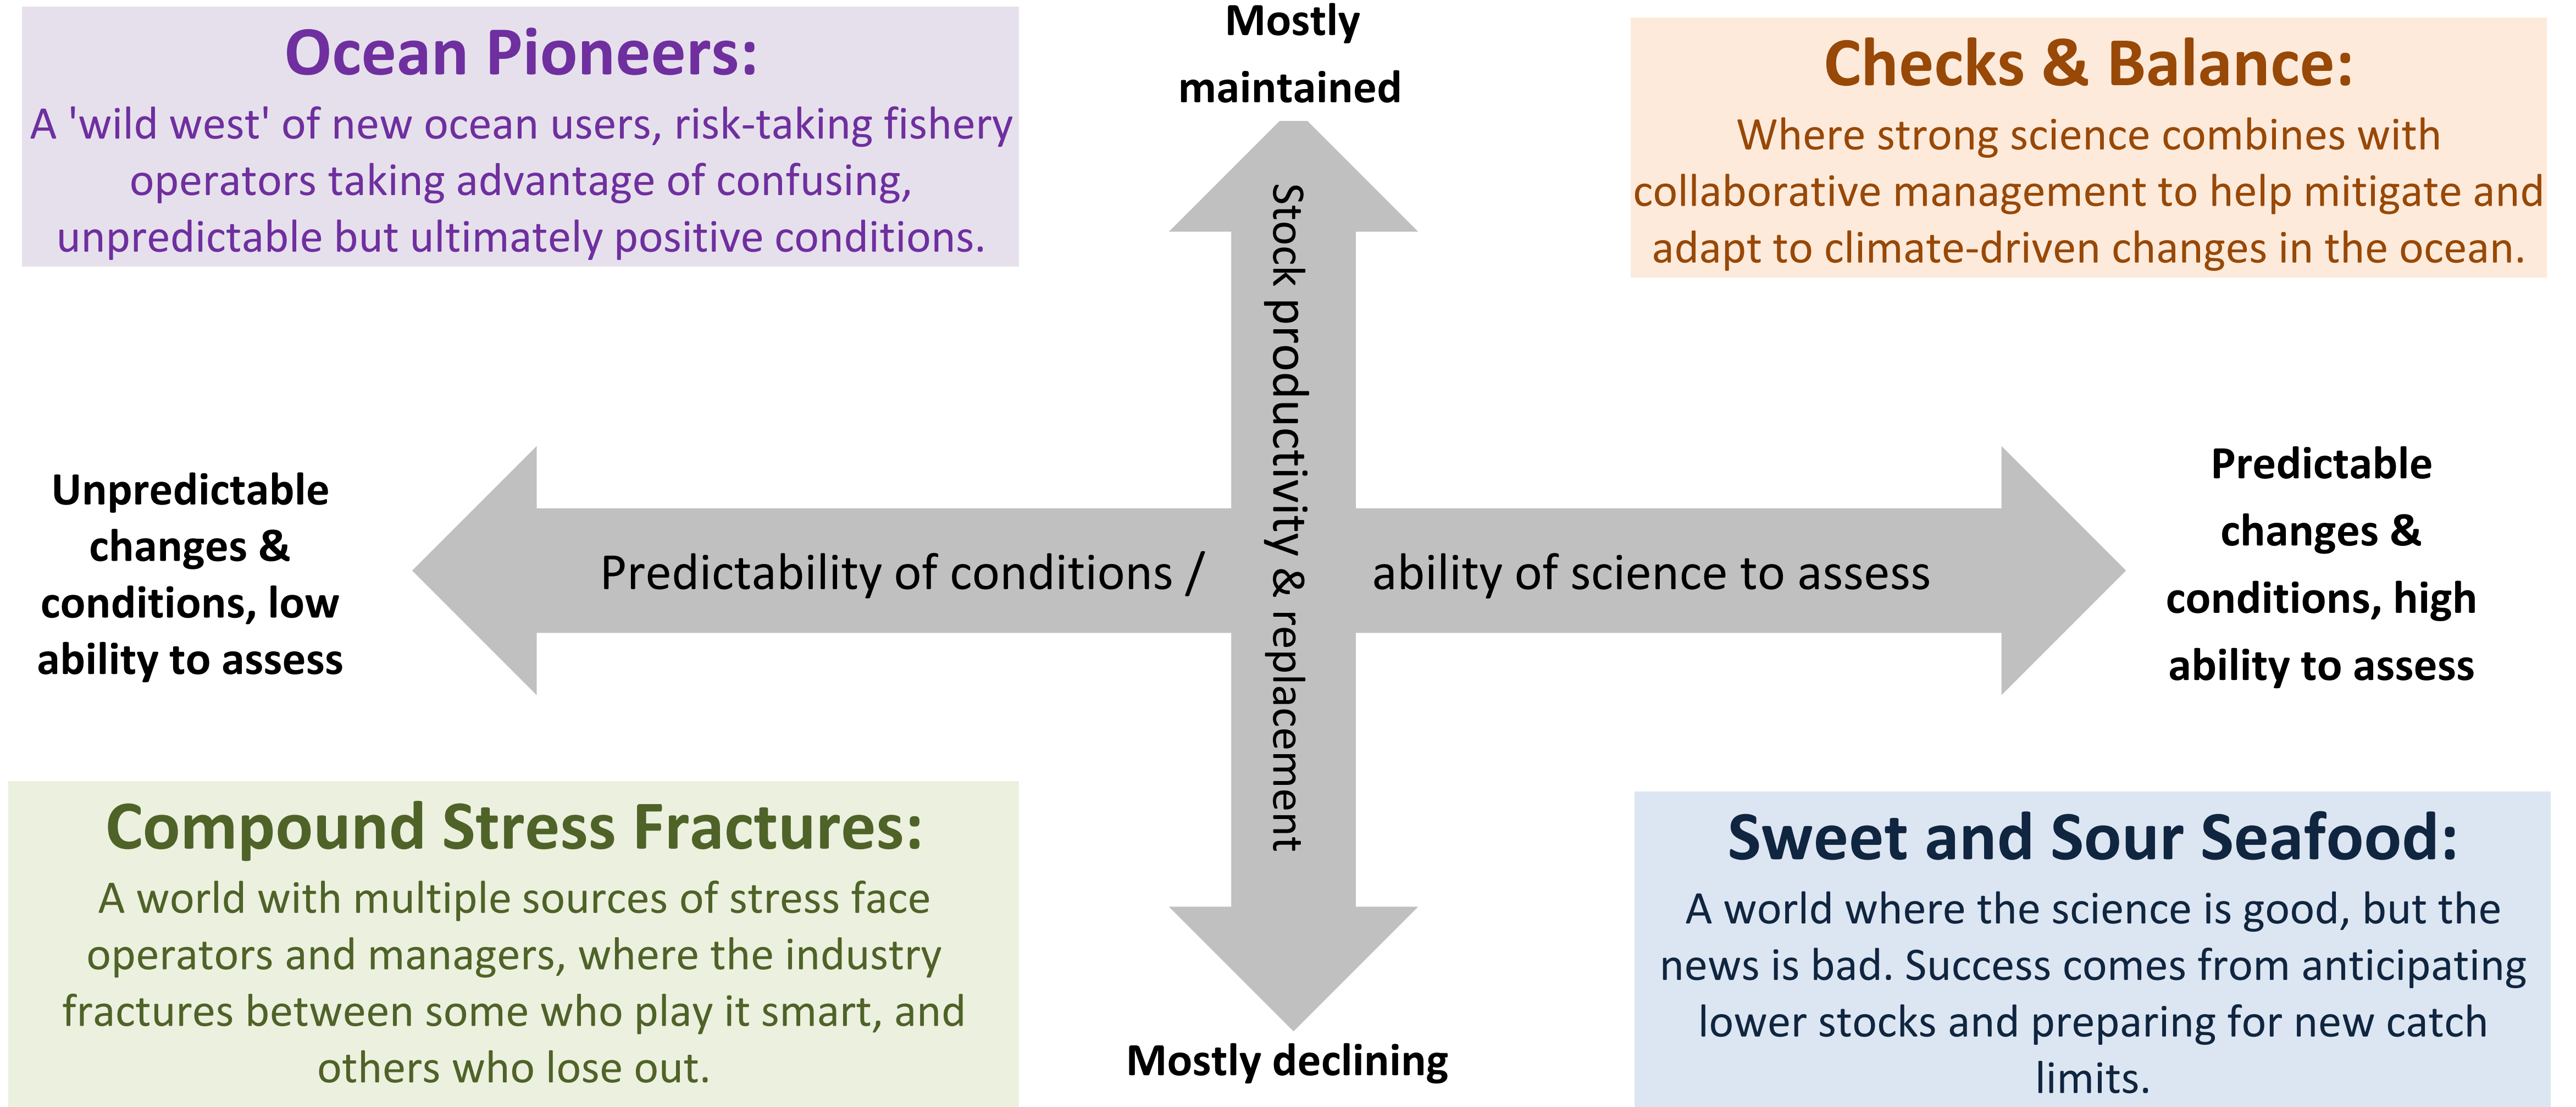 Ocean Pioneers:
A 'wild west' of new ocean users, risk-taking fishery
operators taking advantage of confusing,
unpredictable but ultimately positive conditions.
Mostly
maintained
Checks & Balance:
Where strong science combines with
collaborative management to help mitigate and
adapt to climate-driven changes in the ocean.
Stock productivity & replacement
Unpredictable
changes &
conditions, low
ability to assess
Predictability of conditions / ability of science to assess
Predictable
changes &
conditions, high
ability to assess
Compound Stress Fractures:
A world with multiple sources of stress face
operators and managers, where the industry
fractures between some who play it smart, and
others who lose out.
Mostly declining
Sweet and Sour Seafood:
A world where the science is good, but the
news is bad. Success comes from anticipating
lower stocks and preparing for new catch
limits.